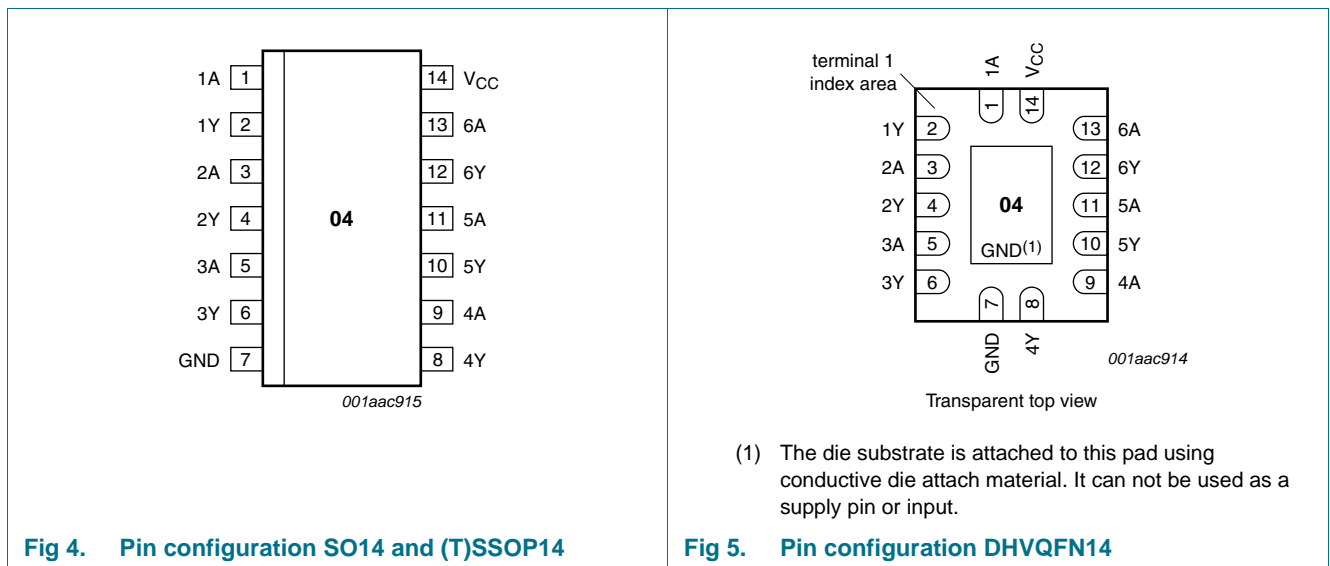 1A 1 14 VCC
1Y 2 13 6A
2A 3 12 6Y
2Y 4 04 11 5A
3A 5 10 5Y
3Y 6 9 4A
GND 7 8 4Y
001aac915
Fig 4. Pin configuration SO14 and (T)SSOP14
terminal 1
index area
1A VCC
1 14
1Y 2 13 6A
2A 3 12 6Y
2Y 4 04 11 5A
3A 5 10 5Y
GND(1)
3Y 6 9 4A
7 8
GND 4Y
001aac914
Transparent top view
(1) The die substrate is attached to this pad using
conductive die attach material. It can not be used as a
supply pin or input.
Fig 5. Pin configuration DHVQFN14